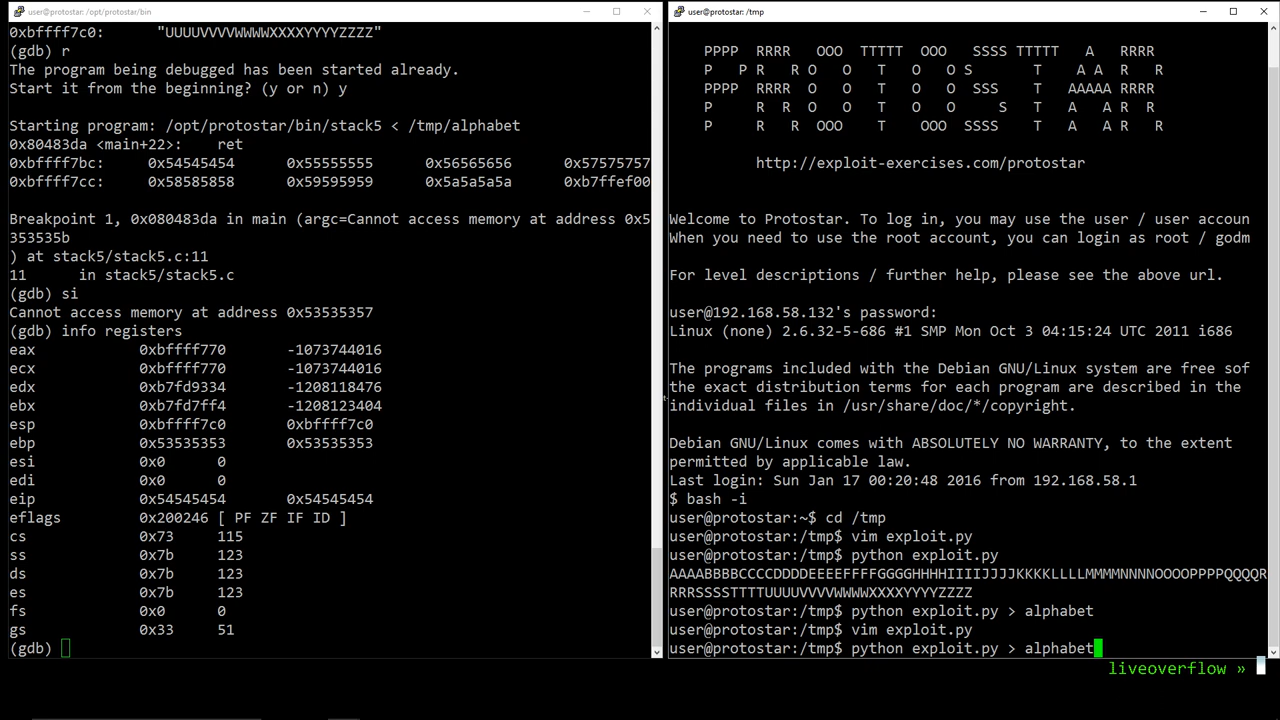 user@protostar: /opt/protostar/bin
0xbffff7c0:      "UUUUVVVVWWWWXXXXYYYYZZZZ"
(gdb) r
The program being debugged has been started already.
Start it from the beginning? (y or n) y
Starting program: /opt/protostar/bin/stack5 < /tmp/alphabet
0x80483da <main+22>:    ret
0xbffff7bc:     0x54545454      0x55555555      0x56565656      0x57575757
0xbffff7cc:     0x58585858      0x59595959      0x5a5a5a5a      0xb7ffef00
Breakpoint 1, 0x080483da in main (argc=Cannot access memory at address 0x5
353535b
) at stack5/stack5.c:11
11      in stack5/stack5.c
(gdb) si
Cannot access memory at address 0x53535357
(gdb) info registers
eax            0xbffff770       -1073744016
ecx            0xbffff770       -1073744016
edx            0xb7fd9334       -1208118476
ebx            0xb7fd7ff4       -1208123404
esp            0xbffff7c0       0xbffff7c0
ebp            0x53535353       0x53535353
esi            0x0      0
edi            0x0      0
eip            0x54545454       0x54545454
eflags         0x200246 [ PF ZF IF ID ]
cs             0x73     115
ss             0x7b     123
ds             0x7b     123
es             0x7b     123
fs             0x0      0
gs             0x33     51
(gdb)
user@protostar: /tmp
    PPPP  RRRR   OOO  TTTTT  OOO   SSSS TTTTT   A   RRRR
    P   P R   R O   O   T   O   O S       T    A A  R   R
    PPPP  RRRR  O   O   T   O   O  SSS    T   AAAAA RRRR
    P     R  R  O   O   T   O   O     S   T   A   A R  R
    P     R   R  OOO    T    OOO  SSSS    T   A   A R   R
          http://exploit-exercises.com/protostar
Welcome to Protostar. To log in, you may use the user / user accoun
When you need to use the root account, you can login as root / godm
For level descriptions / further help, please see the above url.
user@192.168.58.132's password:
Linux (none) 2.6.32-5-686 #1 SMP Mon Oct 3 04:15:24 UTC 2011 i686
The programs included with the Debian GNU/Linux system are free sof
the exact distribution terms for each program are described in the
individual files in /usr/share/doc/*/copyright.
Debian GNU/Linux comes with ABSOLUTELY NO WARRANTY, to the extent
permitted by applicable law.
Last login: Sun Jan 17 00:20:48 2016 from 192.168.58.1
$ bash -i
user@protostar:~$ cd /tmp
user@protostar:/tmp$ vim exploit.py
user@protostar:/tmp$ python exploit.py
AAAABBBBCCCCDDDDEEEEFFFFGGGGHHHHIIIIJJJJKKKKLLLLMMMMNNNNOOOOPPPPQQQQR
RRRSSSSTTTTUUUUVVVVWWWWXXXXYYYYZZZZ
user@protostar:/tmp$ python exploit.py > alphabet
user@protostar:/tmp$ vim exploit.py
user@protostar:/tmp$ python exploit.py > alphabet
liveoverflow »